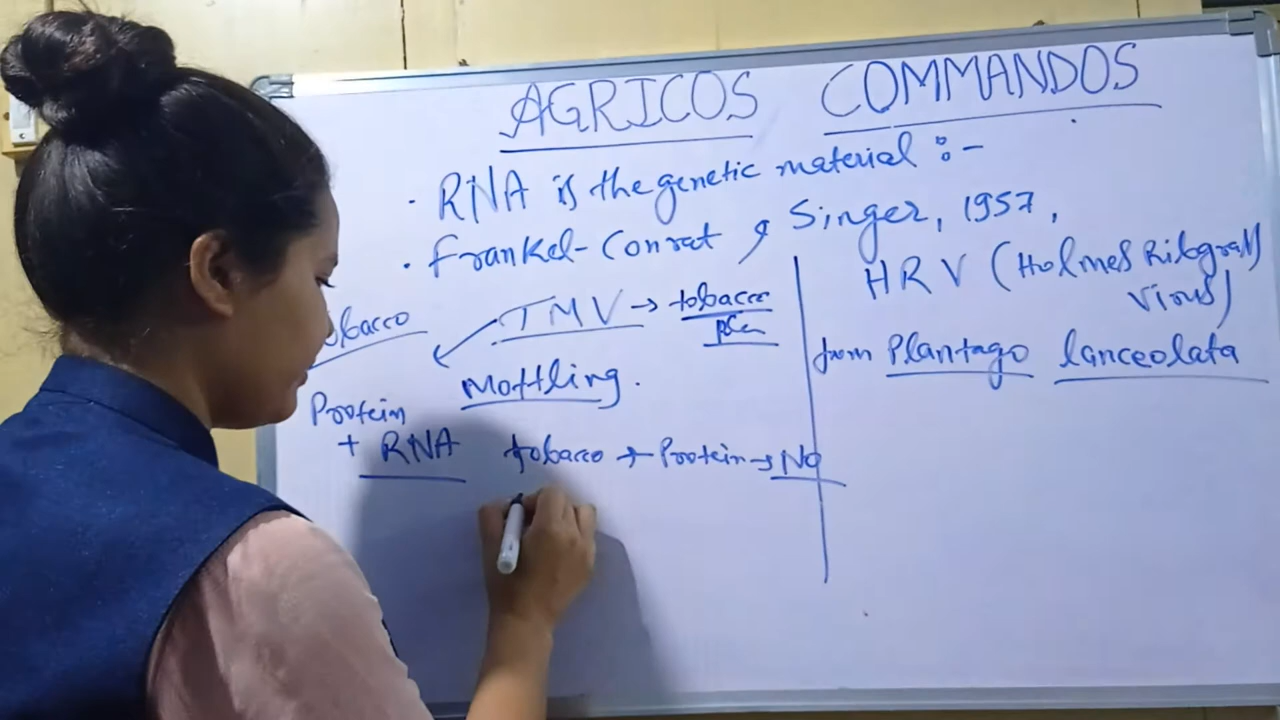 AGRICOS COMMANDOS
· RNA is the genetic material :-
· Frankel-Conrat & Singer, 1957,
HRV (Holmes Ribgrass
Virus)
from Plantago lanceolata
obacco
TMV → tobacco
Mottling.
Protein
+ RNA
tobacco + Protein → NO